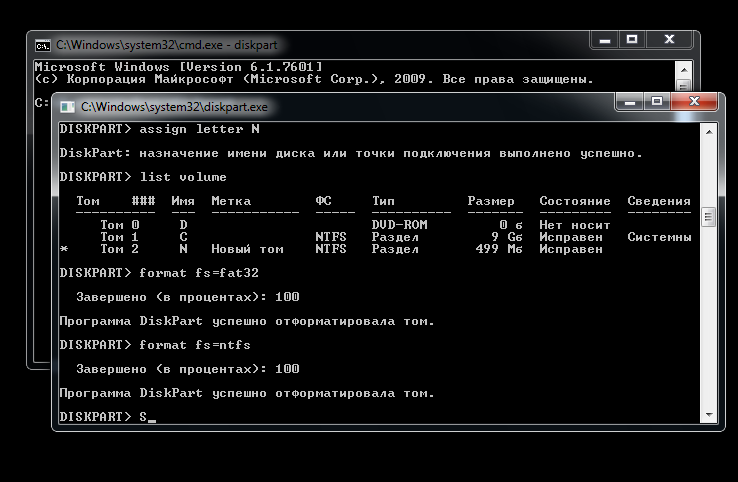 C:\Windows\system32\cmd.exe - diskpart
Microsoft Windows [Version 6.1.7601]
(c) Корпорация Майкрософт (Microsoft Corp.), 2009. Все права защищены.
C:
C:\Windows\system32\diskpart.exe
DISKPART> assign letter N
DiskPart: назначение имени диска или точки подключения выполнено успешно.
DISKPART> list volume
Том ### Имя Метка ФС Тип Размер Состояние Сведения
--- --- --- --- --- --- --- --- ---
Том 0 D DVD-ROM 0 б Нет носит
Том 1 C NTFS Раздел 9 Gб Исправен Системны
* Том 2 N Новый том NTFS Раздел 499 Мб Исправен
DISKPART> format fs=fat32
Завершено (в процентах): 100
Программа DiskPart успешно отформатировала том.
DISKPART> format fs=ntfs
Завершено (в процентах): 100
Программа DiskPart успешно отформатировала том.
DISKPART> S_